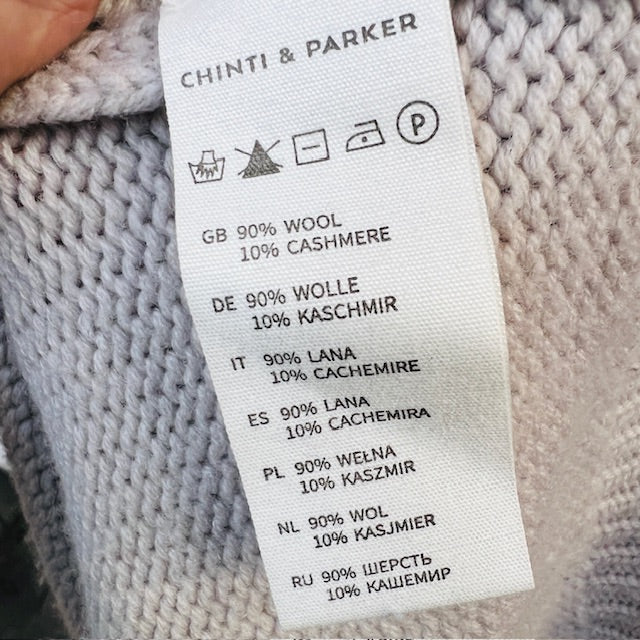 CHINTI & PARKER
P
GB 90% WOOL
10% CASHMERE
DE 90% WOLLE
10% KASCHMIR
IT 90% LANA
10% CACHEMIRE
ES 90% LANA
10% CACHEMIRA
PL 90% WEŁNA
10% KASZMIR
NL 90% WOL
10% KASJMIER
RU 90% ШЕРСТЬ
10% КАШЕМИР